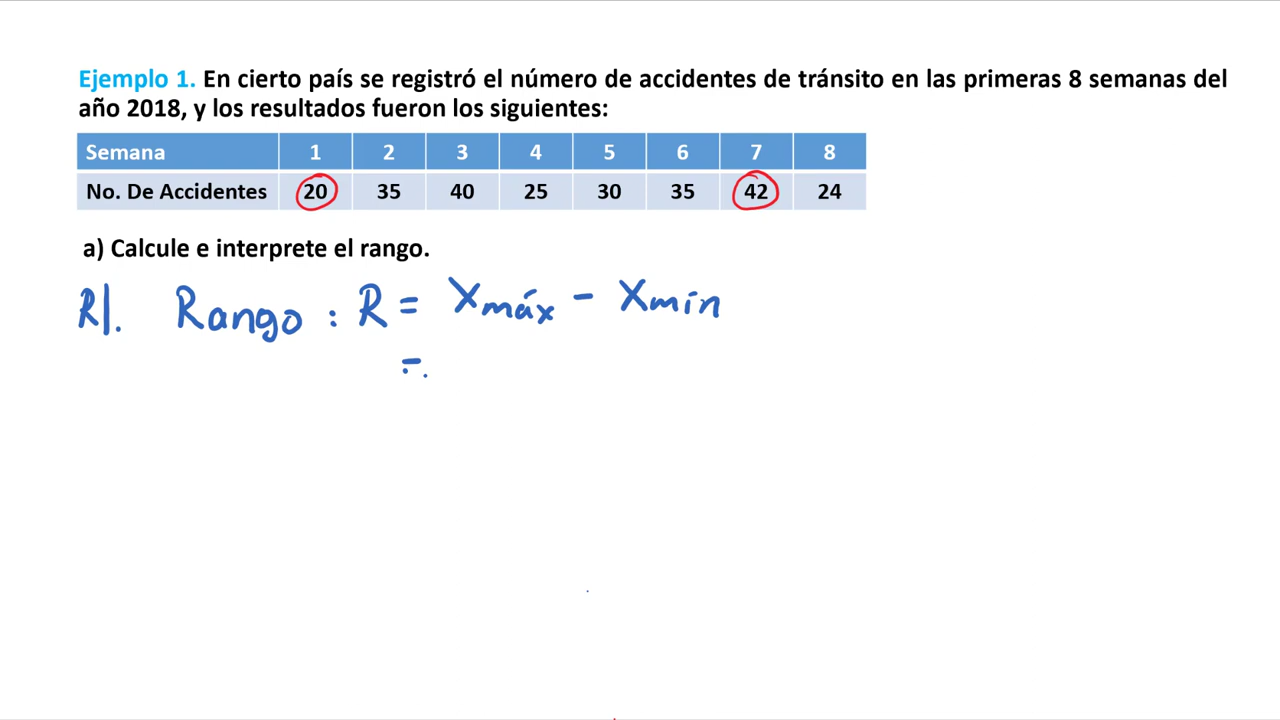 Ejemplo 1. En cierto país se registró el número de accidentes de tránsito en las primeras 8 semanas del
año 2018, y los resultados fueron los siguientes:
Semana 1 2 3 4 5 6 7 8
No. De Accidentes 20 35 40 25 30 35 42 24
a) Calcule e interprete el rango.
R|. Rango : R = Xmáx - Xmín
=